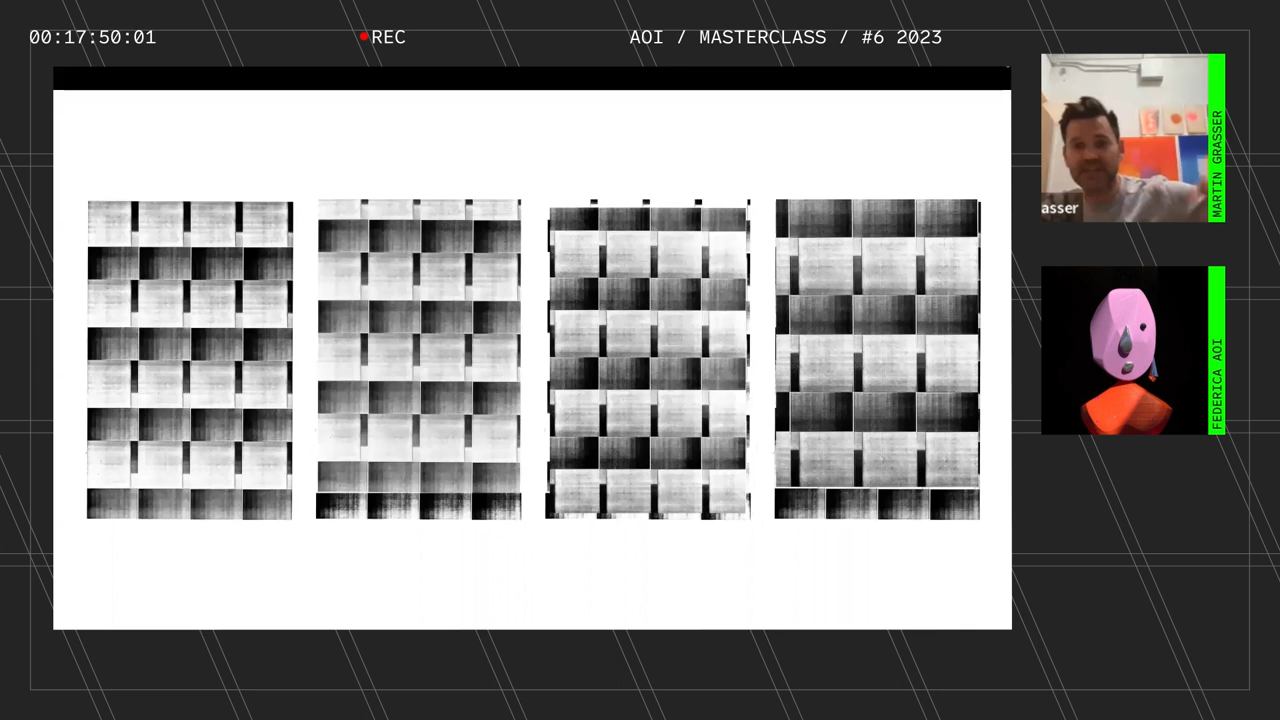 00:17:50:01
REC
AOI / MASTERCLASS / #6 2023
MARTIN GRASSER
asser
FEDERICA AOI